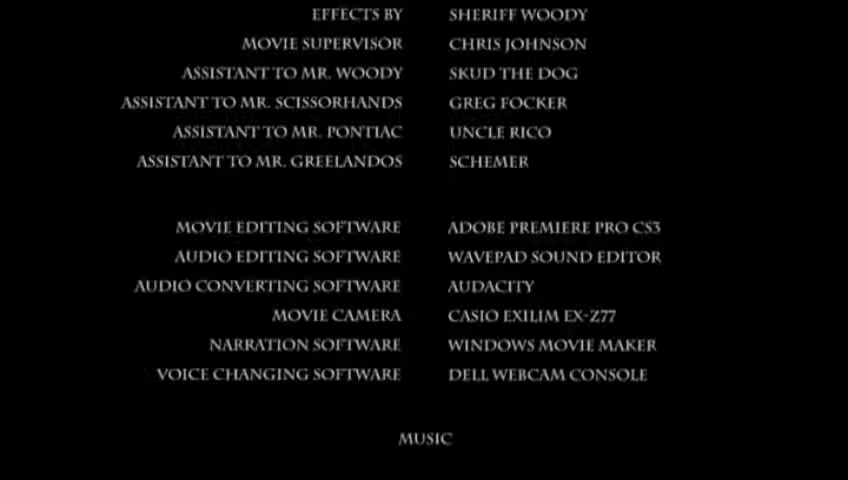 EFFECTS BY SHERIFF WOODY
MOVIE SUPERVISOR CHRIS JOHNSON
ASSISTANT TO MR. WOODY SKUD THE DOG
ASSISTANT TO MR. SCISSORHANDS GREG FOCKER
ASSISTANT TO MR. PONTIAC UNCLE RICO
ASSISTANT TO MR. GREELANDOS SCHEMER
MOVIE EDITING SOFTWARE ADOBE PREMIERE PRO CS3
AUDIO EDITING SOFTWARE WAVEPAD SOUND EDITOR
AUDIO CONVERTING SOFTWARE AUDACITY
MOVIE CAMERA CASIO EXILIM EX-Z77
NARRATION SOFTWARE WINDOWS MOVIE MAKER
VOICE CHANGING SOFTWARE DELL WEBCAM CONSOLE
MUSIC